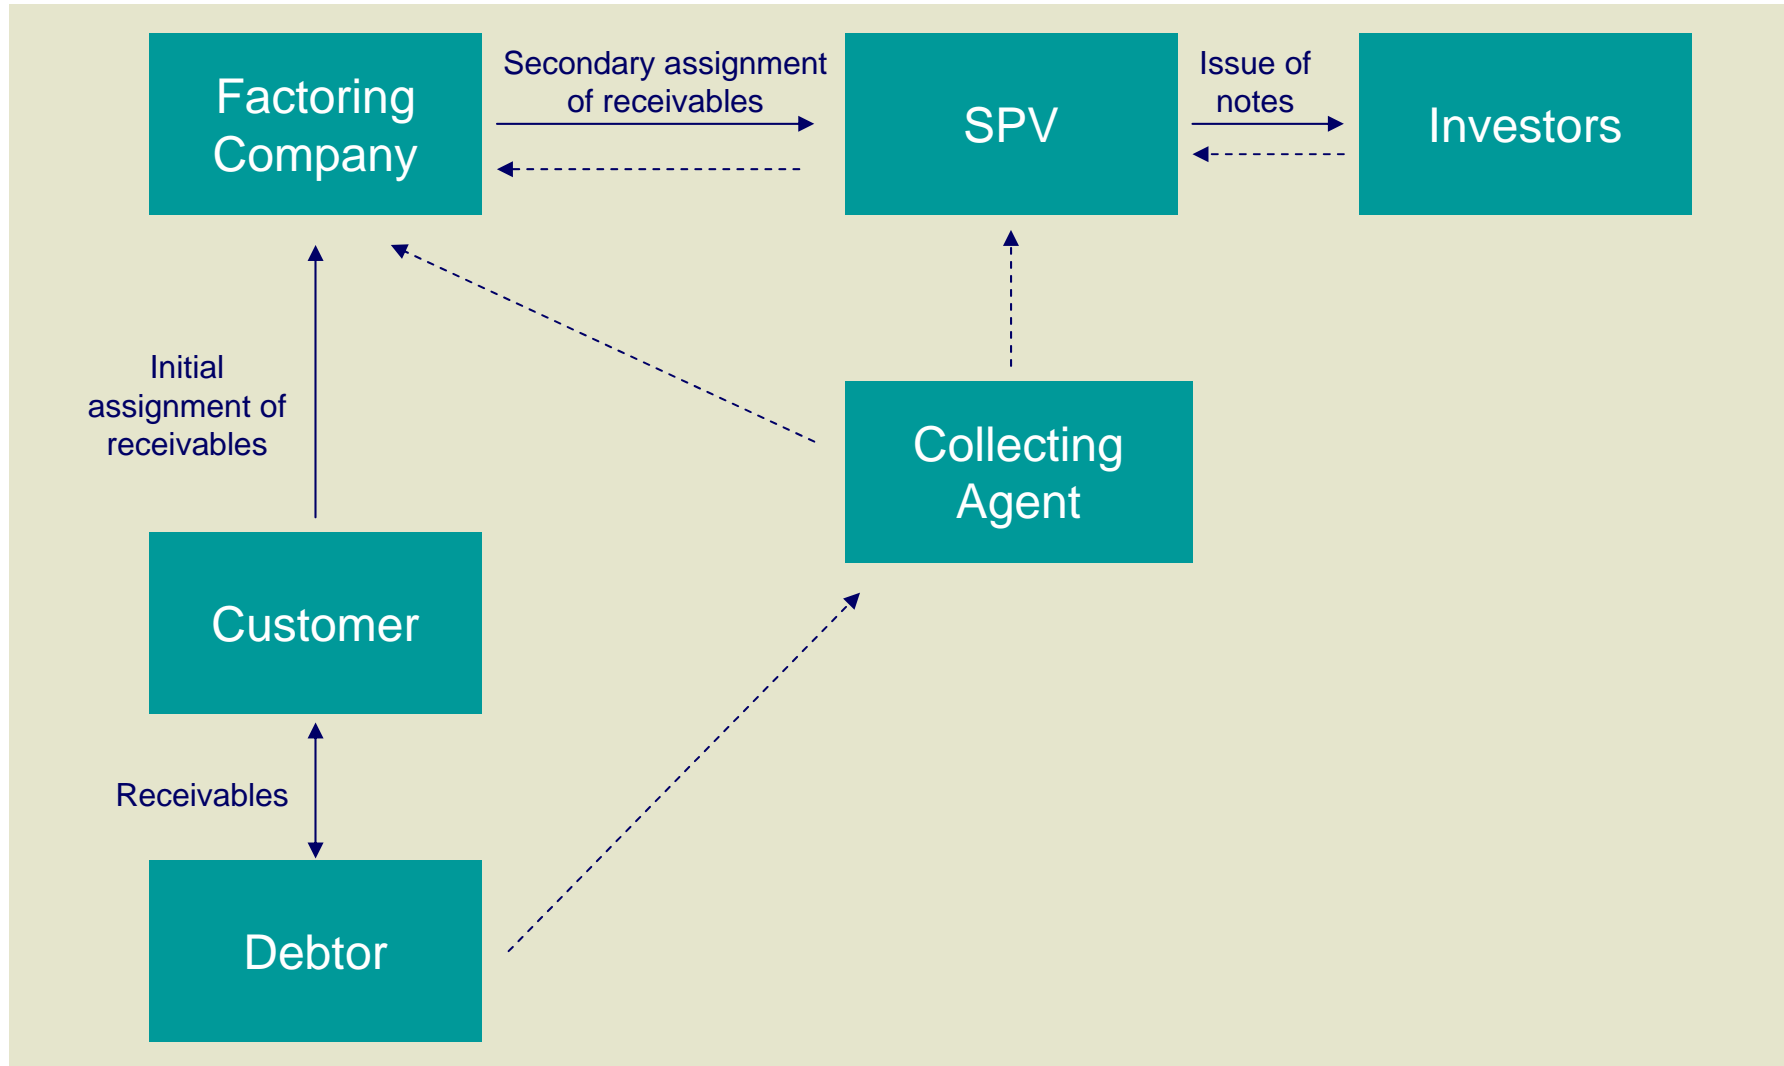 Factoring
Company
Secondary assignment
of receivables
SPV
Issue of
notes
Investors
Initial
assignment of
receivables
Collecting
Agent
Customer
Receivables
Debtor